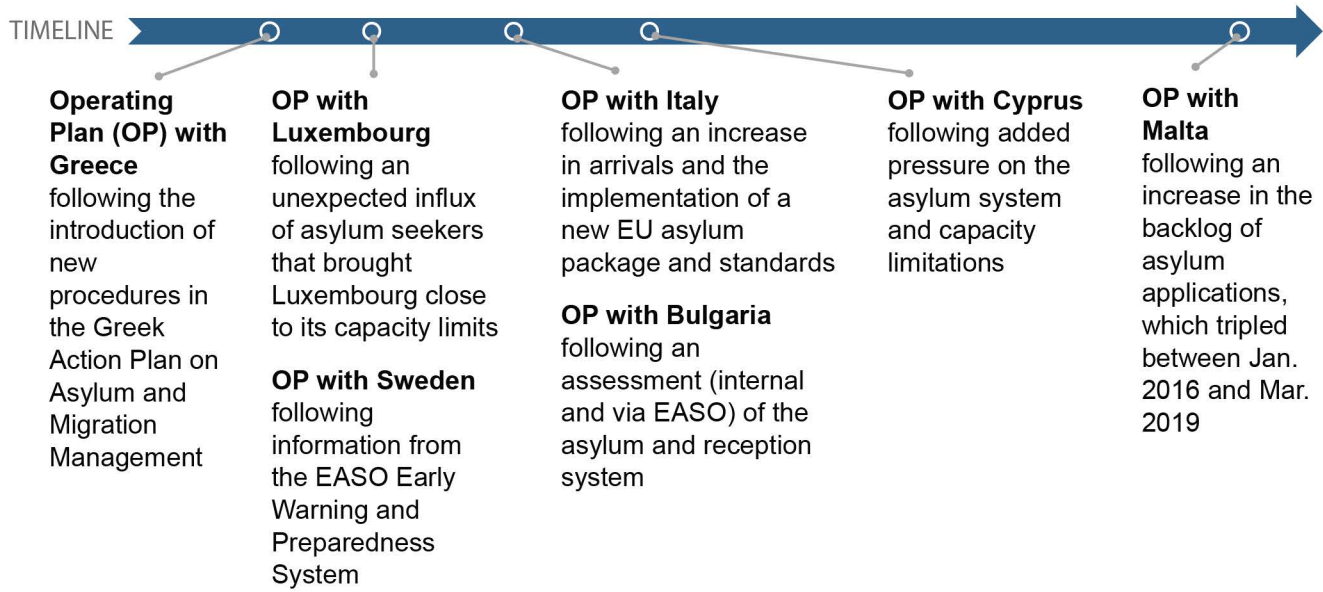 TIMELINE
Operating
Plan (OP) with
Greece
following the
introduction of
new
procedures in
the Greek
Action Plan on
Asylum and
Migration
Management
OP with
Luxembourg
following an
unexpected influx
of asylum seekers
that brought
Luxembourg close
to its capacity limits
OP with Sweden
following
information from
the EASO Early
Warning and
Preparedness
System
OP with Italy
following an increase
in arrivals and the
implementation of a
new EU asylum
package and standards
OP with Bulgaria
following an
assessment (internal
and via EASO) of the
asylum and reception
system
OP with Cyprus
following added
pressure on the
asylum system
and capacity
limitations
OP with
Malta
following an
increase in the
backlog of
asylum
applications,
which tripled
between Jan.
2016 and Mar.
2019